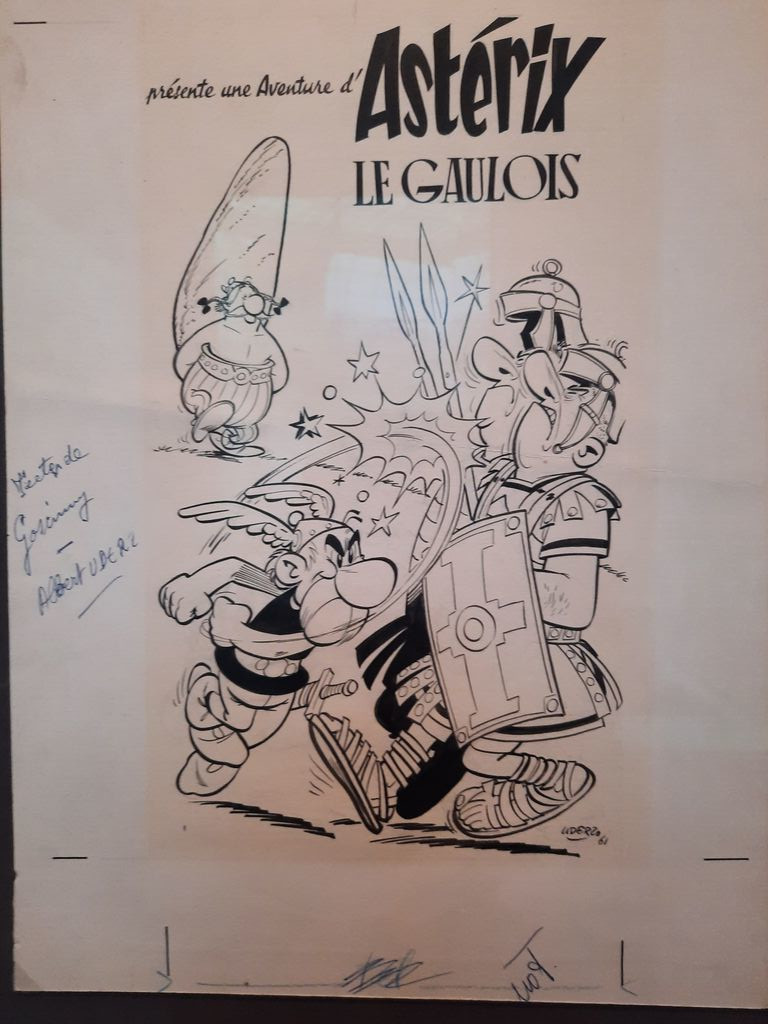 présente une Aventure d'
Astérix
LE GAULOIS
Texte de
Goscinny
-
Albert UDERZO
UDERZO
61